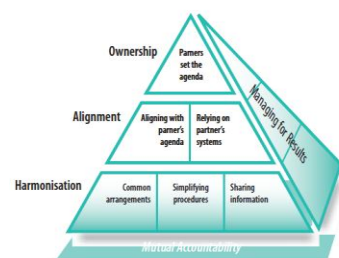 Ownership
Parners
set the
agenda
Alignment
Aligning with
parner's
agenda
Relying on
partner's
systems
Managing for Results
Harmonisation
Common
arrangements
Simplifying
procedures
Sharing
information
Mutual Accountability